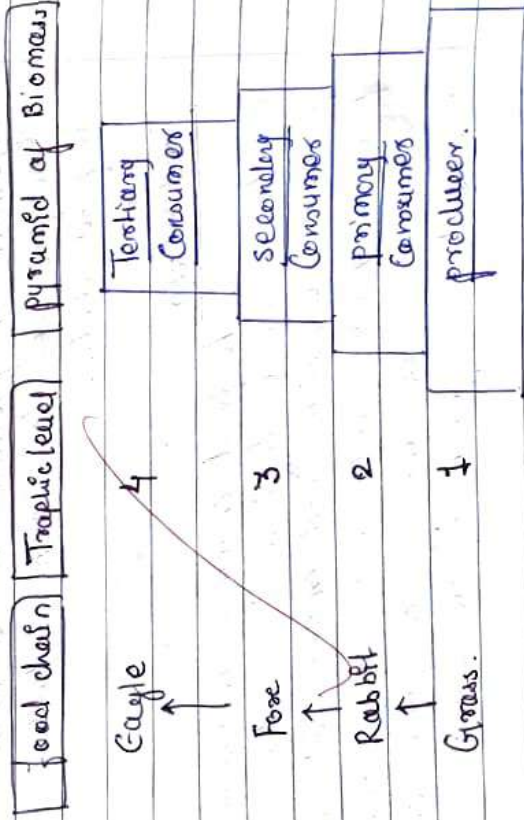 food chain Trophic level pyramid of Biomass
Eagle 4 Tertiary
Consumer
Fox 3 secondary
Consumer
Rabbit 2 primary
Consumer
Grass. 1 producer.